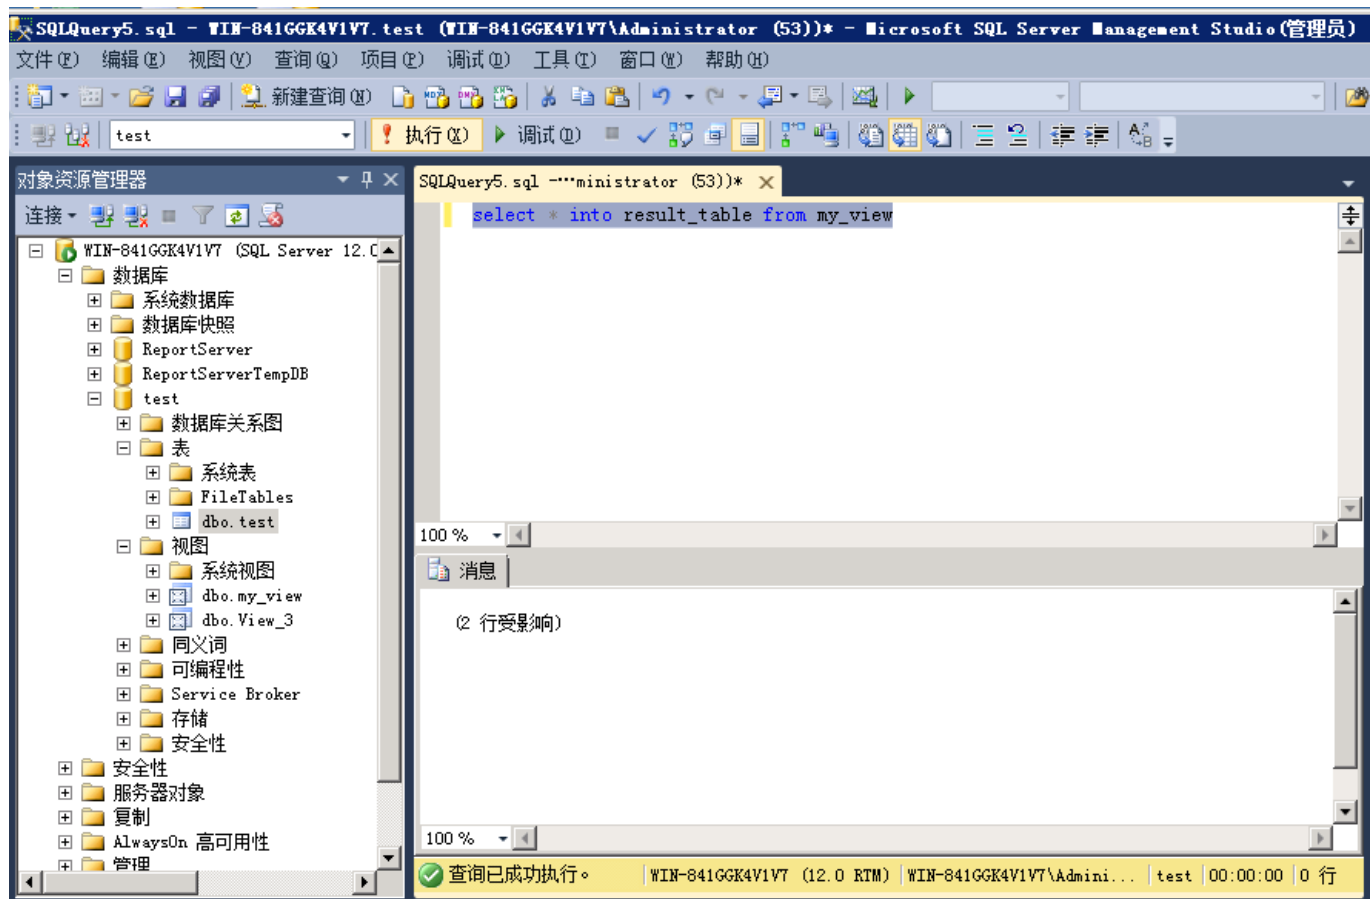 SQLQuery5.sql - WIN-841GGK4V1V7.test (WIN-841GGK4V1V7\Administrator (53))* - Microsoft SQL Server Management Studio(管理员)
文件(F) 编辑(E) 视图(V) 查询(Q) 项目(P) 调试(D) 工具(T) 窗口(W) 帮助(H)
新建查询(N)
test 执行(X) 调试(D)
对象资源管理器
SQLQuery5.sql -...ministrator (53))*
连接
select * into result_table from my_view
WIN-841GGK4V1V7 (SQL Server 12.0
数据库
系统数据库
数据库快照
ReportServer
ReportServerTempDB
test
数据库关系图
表
系统表
FileTables
dbo.test
视图
系统视图
dbo.my_view
dbo.View_3
同义词
可编程性
Service Broker
存储
安全性
安全性
服务器对象
复制
AlwaysOn 高可用性
管理
100 %
消息
(2 行受影响)
100 %
查询已成功执行。 WIN-841GGK4V1V7 (12.0 RTM) WIN-841GGK4V1V7\Admini... test 00:00:00 0 行